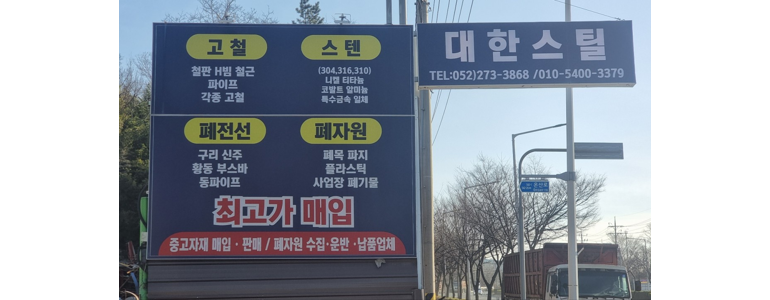 고철
철판 H빔 철근
파이프
각종 고철
스텐
(304,316,310)
니켈 티타늄
코발트 알미늄
특수금속 일체
대한스틸
TEL:052)273-3868 /010-5400-3379
폐전선
구리 신주
황동 부스바
동파이프
폐자원
폐목 파지
플라스틱
사업장 폐기물
최고가 매입
중고자재 매입·판매 / 폐자원 수집·운반·납품업체